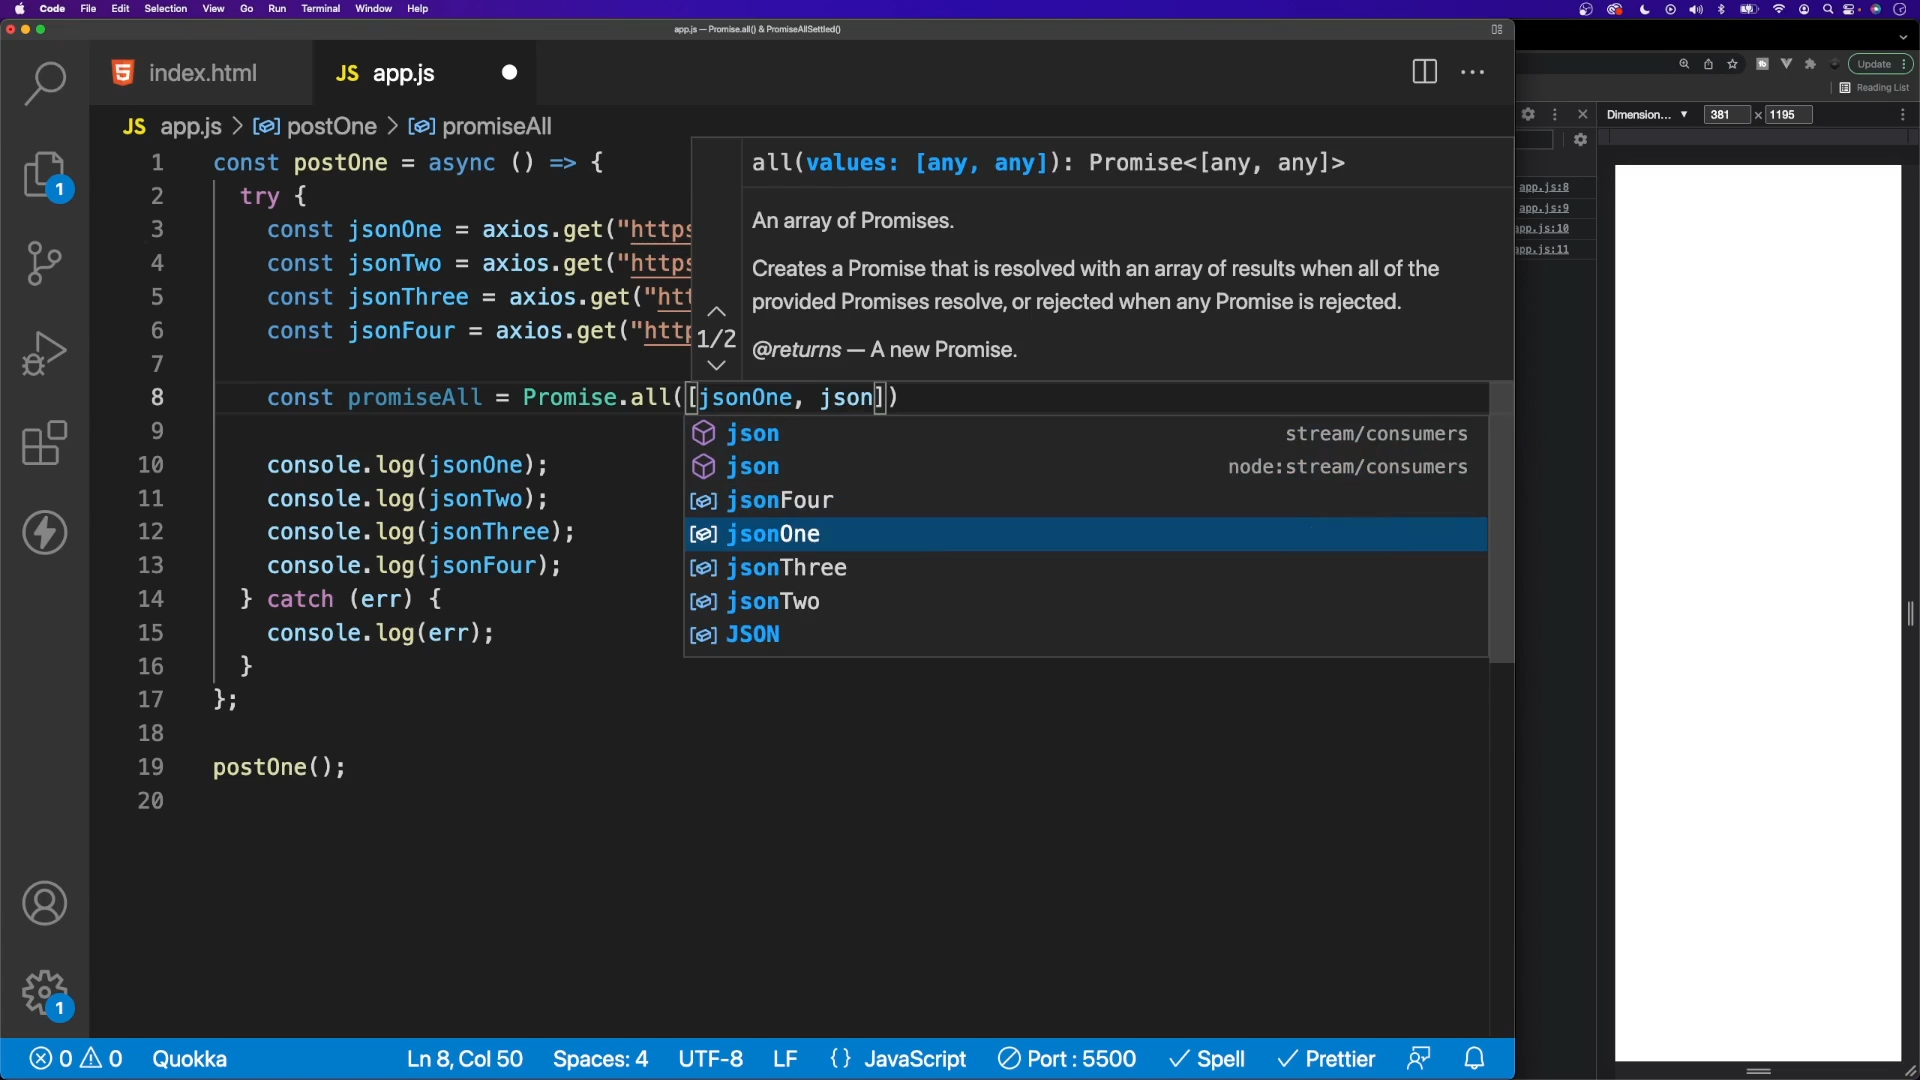 Code File Edit Selection View Go Run Terminal Window Help
app.js — Promise.all() & PromiseAllSettled()
index.html
JS app.js
Update
Reading List
JS app.js > postOne > promiseAll
Dimension... ▼ 381 × 1195
1 const postOne = async () => {
2 try {
3 const jsonOne = axios.get("https
4 const jsonTwo = axios.get("https
5 const jsonThree = axios.get("htt
6 const jsonFour = axios.get("http
7
8 const promiseAll = Promise.all([jsonOne, json])
9
10 console.log(jsonOne);
11 console.log(jsonTwo);
12 console.log(jsonThree);
13 console.log(jsonFour);
14 } catch (err) {
15 console.log(err);
16 }
17 };
18
19 postOne();
20
all(values: [any, any]): Promise<[any, any]>
An array of Promises.
Creates a Promise that is resolved with an array of results when all of the
provided Promises resolve, or rejected when any Promise is rejected.
1/2
@returns — A new Promise.
json stream/consumers
json node:stream/consumers
jsonFour
jsonOne
jsonThree
jsonTwo
JSON
app.js:8
app.js:9
app.js:10
app.js:11
1
1
0 0 Quokka Ln 8, Col 50 Spaces: 4 UTF-8 LF {} JavaScript Port : 5500 Spell Prettier